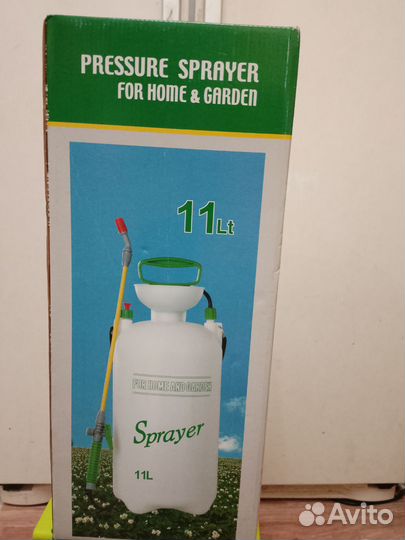 PRESSURE SPRAYER
FOR HOME & GARDEN
11Lt
FOR HOME AND GARDEN
Sprayer
11L
Avito